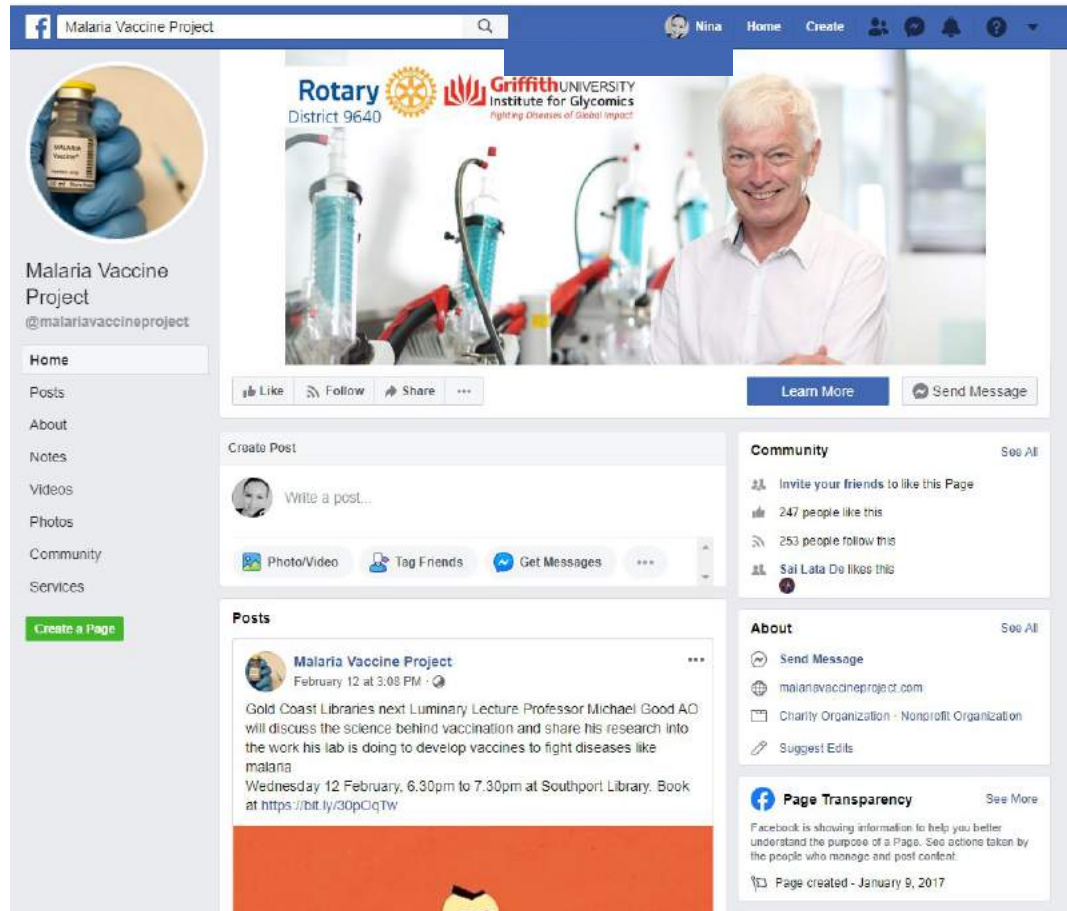 Malaria Vaccine Project
Nina Home Create
Rotary
District 9640
GriffithUNIVERSITY
Institute for Glycomics
Fighting Diseases of Global Impact
MALARIA
Vaccine
Malaria Vaccine
Project
@malariavaccineproject
Home
Posts
About
Notes
Videos
Photos
Community
Services
Create a Page
Like Follow Share ...
Learn More Send Message
Create Post
Write a post...
Photo/Video Tag Friends Get Messages ...
Posts
Malaria Vaccine Project
February 12 at 3:08 PM ·
Gold Coast Libraries next Luminary Lecture Professor Michael Good AO
will discuss the science behind vaccination and share his research into
the work his lab is doing to develop vaccines to fight diseases like
malaria
Wednesday 12 February, 6.30pm to 7.30pm at Southport Library. Book
at https://bit.ly/30pOqTw
Community See All
Invite your friends to like this Page
247 people like this
253 people follow this
Sai Lata De likes this
About See All
Send Message
malariavaccineproject.com
Charity Organization · Nonprofit Organization
Suggest Edits
Page Transparency See More
Facebook is showing information to help you better
understand the purpose of a Page. See actions taken by
the people who manage and post content.
Page created - January 9, 2017